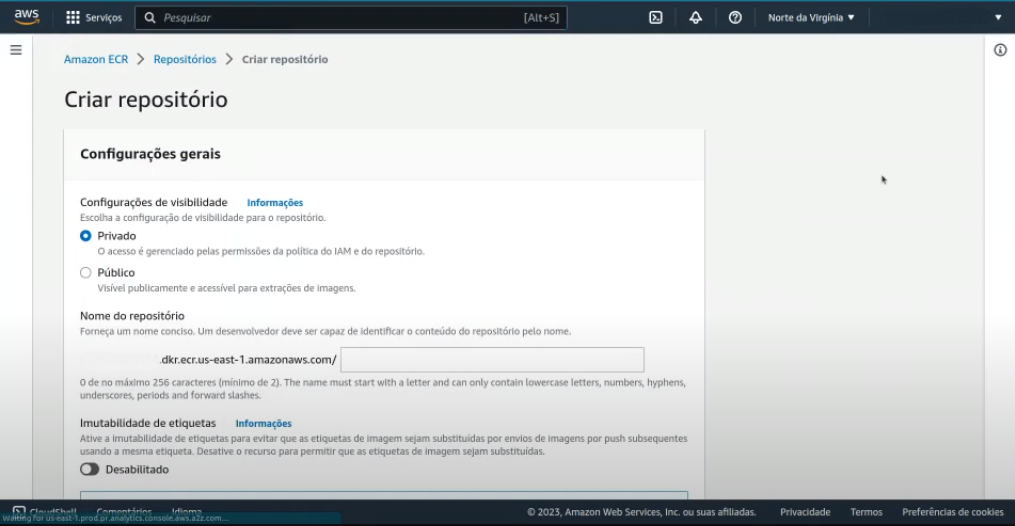 aws
Serviços
Pesquisar
[Alt+S]
Norte da Virgínia ▼
Amazon ECR > Repositórios > Criar repositório
Criar repositório
Configurações gerais
Configurações de visibilidade Informações
Escolha a configuração de visibilidade para o repositório.
Privado
O acesso é gerenciado pelas permissões da política do IAM e do repositório.
Público
Visível publicamente e acessível para extrações de imagens.
Nome do repositório
Forneça um nome conciso. Um desenvolvedor deve ser capaz de identificar o conteúdo do repositório pelo nome.
.dkr.ecr.us-east-1.amazonaws.com/
0 de no máximo 256 caracteres (mínimo de 2). The name must start with a letter and can only contain lowercase letters, numbers, hyphens,
underscores, periods and forward slashes.
Imutabilidade de etiquetas Informações
Ative a imutabilidade de etiquetas para evitar que as etiquetas de imagem sejam substituídas por envios de imagens por push subsequentes
usando a mesma etiqueta. Desative o recurso para permitir que as etiquetas de imagem sejam substituídas.
Desabilitado
CloudShell Comentários Idioma
© 2023, Amazon Web Services, Inc. ou suas afiliadas. Privacidade Termos Preferências de cookies
Waiting for us-east-1.prod.pr.analytics.console.aws.a2z.com...